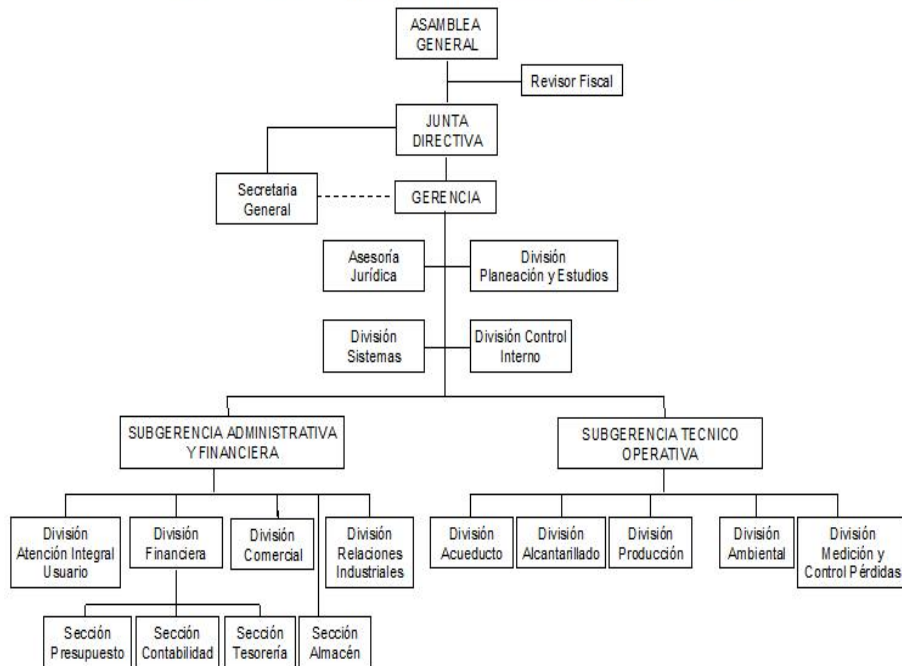 ASAMBLEA
GENERAL
Revisor Fiscal
JUNTA
DIRECTIVA
Secretaria
General
GERENCIA
Asesoría
Jurídica
División
Planeación y Estudios
División
Sistemas
División Control
Interno
SUBGERENCIA ADMINISTRATIVA
Y FINANCIERA
SUBGERENCIA TECNICO
OPERATIVA
División
Atención Integral
Usuario
División
Financiera
División
Comercial
División
Relaciones
Industriales
División
Acueducto
División
Alcantarillado
División
Producción
División
Ambiental
División
Medición y
Control Pérdidas
Sección
Presupuesto
Sección
Contabilidad
Sección
Tesorería
Sección
Almacén